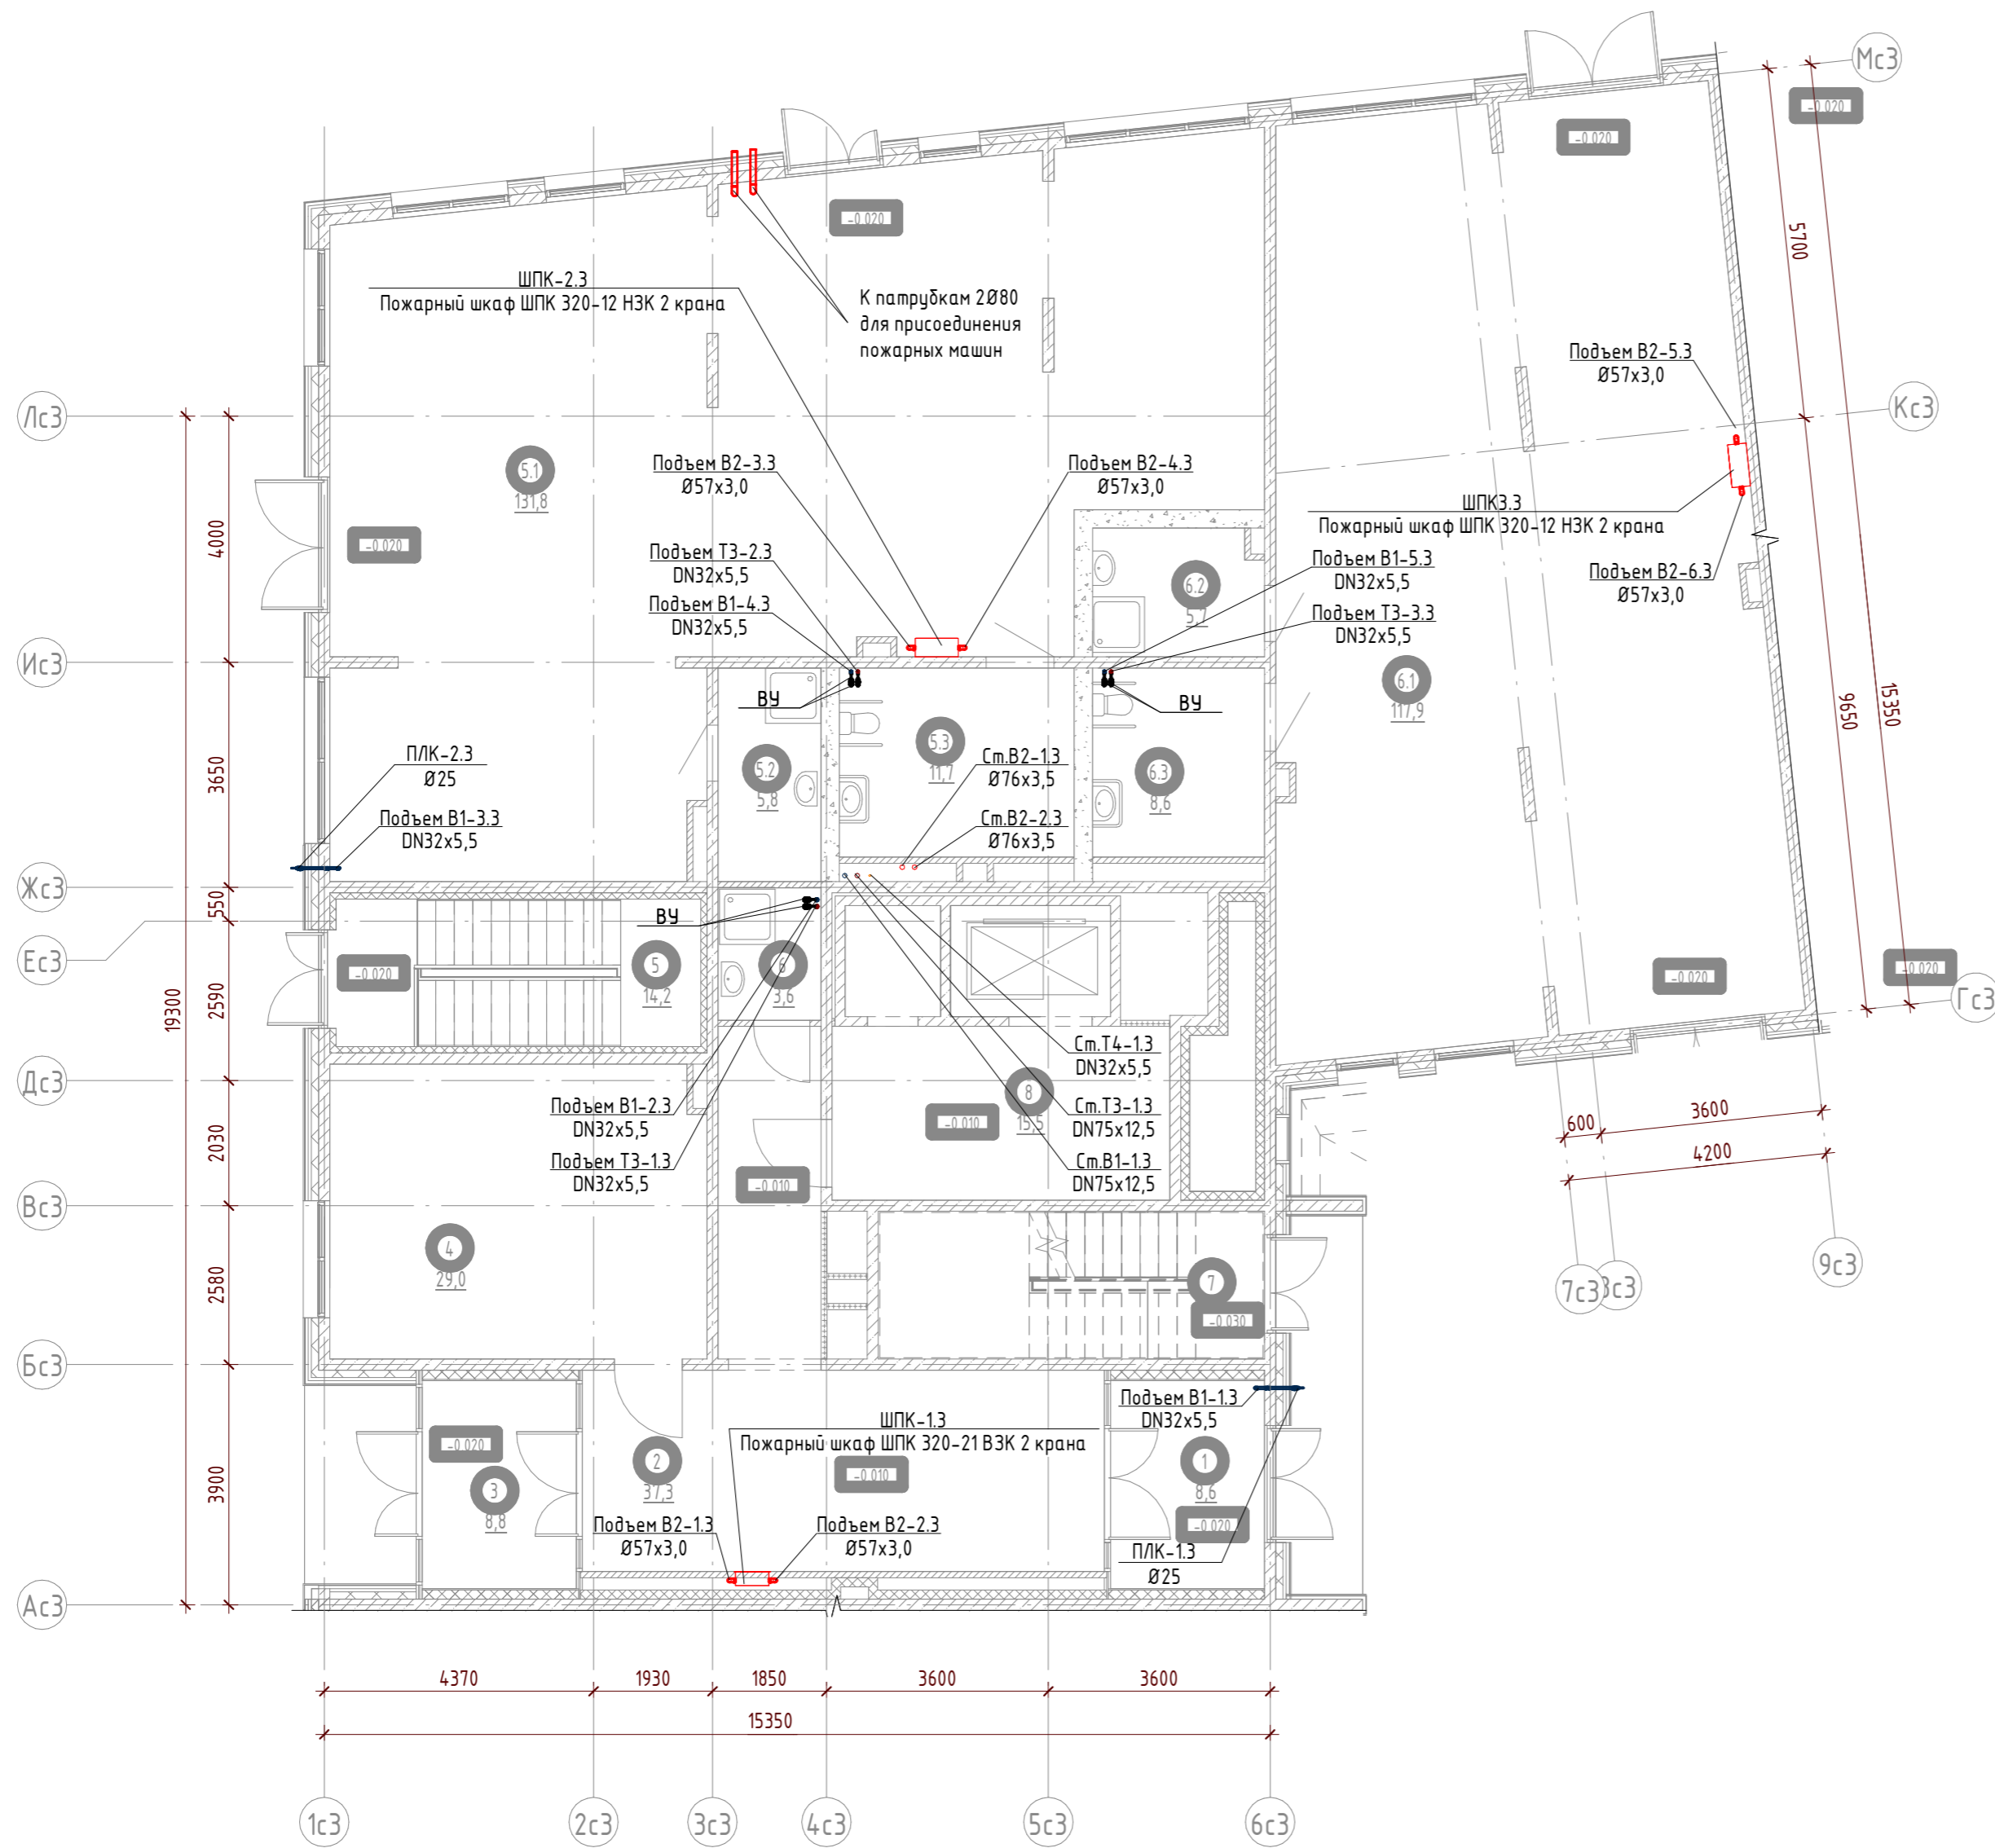 Мс3
-0.020
-0.020
-0.020
5700
ШПК-2.3
Пожарный шкаф ШПК 320-12 НЗК 2 крана
К патрубкам 2Ø80
для присоединения
пожарных машин
Подъем В2-5.3
Ø57х3,0
Лс3
Кс3
5.1
131,8
Подъем В2-3.3
Ø57х3,0
Подъем В2-4.3
Ø57х3,0
ШПК3.3
Пожарный шкаф ШПК 320-12 НЗК 2 крана
4000
-0.020
Подъем Т3-2.3
DN32х5,5
Подъем В1-4.3
DN32х5,5
6.2
5,7
Подъем В1-5.3
DN32х5,5
Подъем Т3-3.3
DN32х5,5
Подъем В2-6.3
Ø57х3,0
Ис3
6.1
117,9
15350
9650
ВУ
ВУ
5.3
11,7
5.2
5,8
6.3
8,6
3650
П/К-2.3
Ø25
Подъем В1-3.3
DN32х5,5
Ст.В2-1.3
Ø76х3,5
Ст.В2-2.3
Ø76х3,5
Жс3
550
ВУ
Ес3
-0.020
5
14,2
6
3,6
-0.020
-0.020
Гс3
19300
2590
Дс3
Ст.Т4-1.3
DN32х5,5
8
15,5
-0.010
Подъем В1-2.3
DN32х5,5
Ст.Т3-1.3
DN75х12,5
600
3600
4200
2030
Подъем Т3-1.3
DN32х5,5
Ст.В1-1.3
DN75х12,5
-0.010
Вс3
4
29,0
7
-0.030
2580
7с3
8с3
9с3
Бс3
Подъем В1-1.3
DN32х5,5
ШПК-1.3
Пожарный шкаф ШПК 320-21 ВЗК 2 крана
-0.020
2
37,3
-0.010
1
8,6
3
8,8
3900
-0.020
Подъем В2-1.3
Ø57х3,0
Подъем В2-2.3
Ø57х3,0
П/К-1.3
Ø25
Ас3
4370
1930
1850
3600
3600
15350
1с3
2с3
3с3
4с3
5с3
6с3